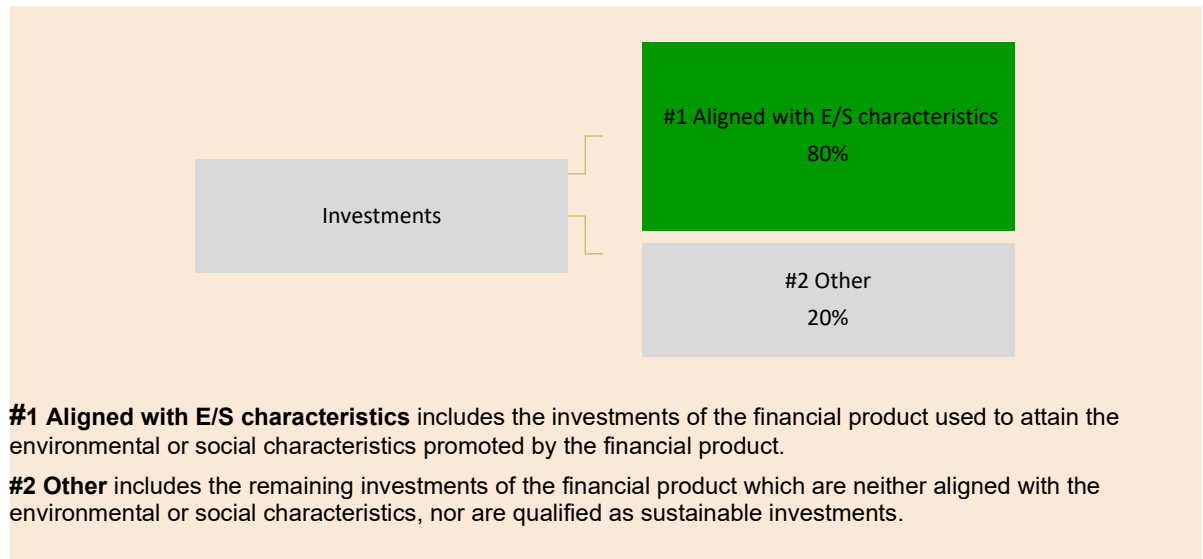 #1 Aligned with E/S characteristics
80%
Investments
#2 Other
20%
#1 Aligned with E/S characteristics includes the investments of the financial product used to attain the
environmental or social characteristics promoted by the financial product.
#2 Other includes the remaining investments of the financial product which are neither aligned with the
environmental or social characteristics, nor are qualified as sustainable investments.